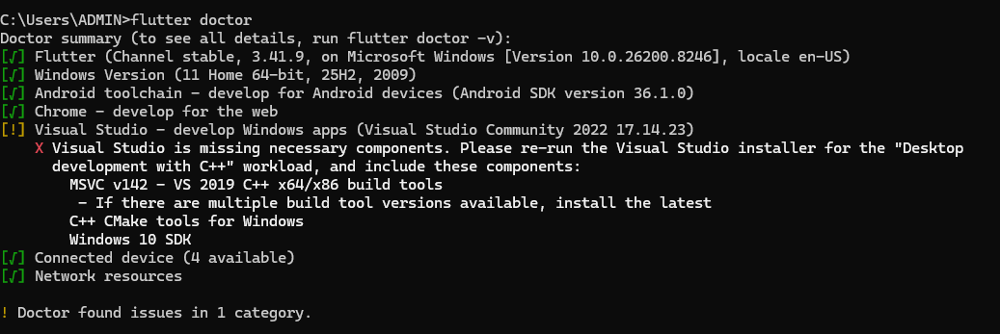 C:\Users\ADMIN>flutter doctor
Doctor summary (to see all details, run flutter doctor -v):
[√] Flutter (Channel stable, 3.41.9, on Microsoft Windows [Version 10.0.26200.8246], locale en-US)
[√] Windows Version (11 Home 64-bit, 25H2, 2009)
[√] Android toolchain - develop for Android devices (Android SDK version 36.1.0)
[√] Chrome - develop for the web
[!] Visual Studio - develop Windows apps (Visual Studio Community 2022 17.14.23)
    X Visual Studio is missing necessary components. Please re-run the Visual Studio installer for the "Desktop
      development with C++" workload, and include these components:
        MSVC v142 - VS 2019 C++ x64/x86 build tools
         - If there are multiple build tool versions available, install the latest
        C++ CMake tools for Windows
        Windows 10 SDK
[√] Connected device (4 available)
[√] Network resources

! Doctor found issues in 1 category.